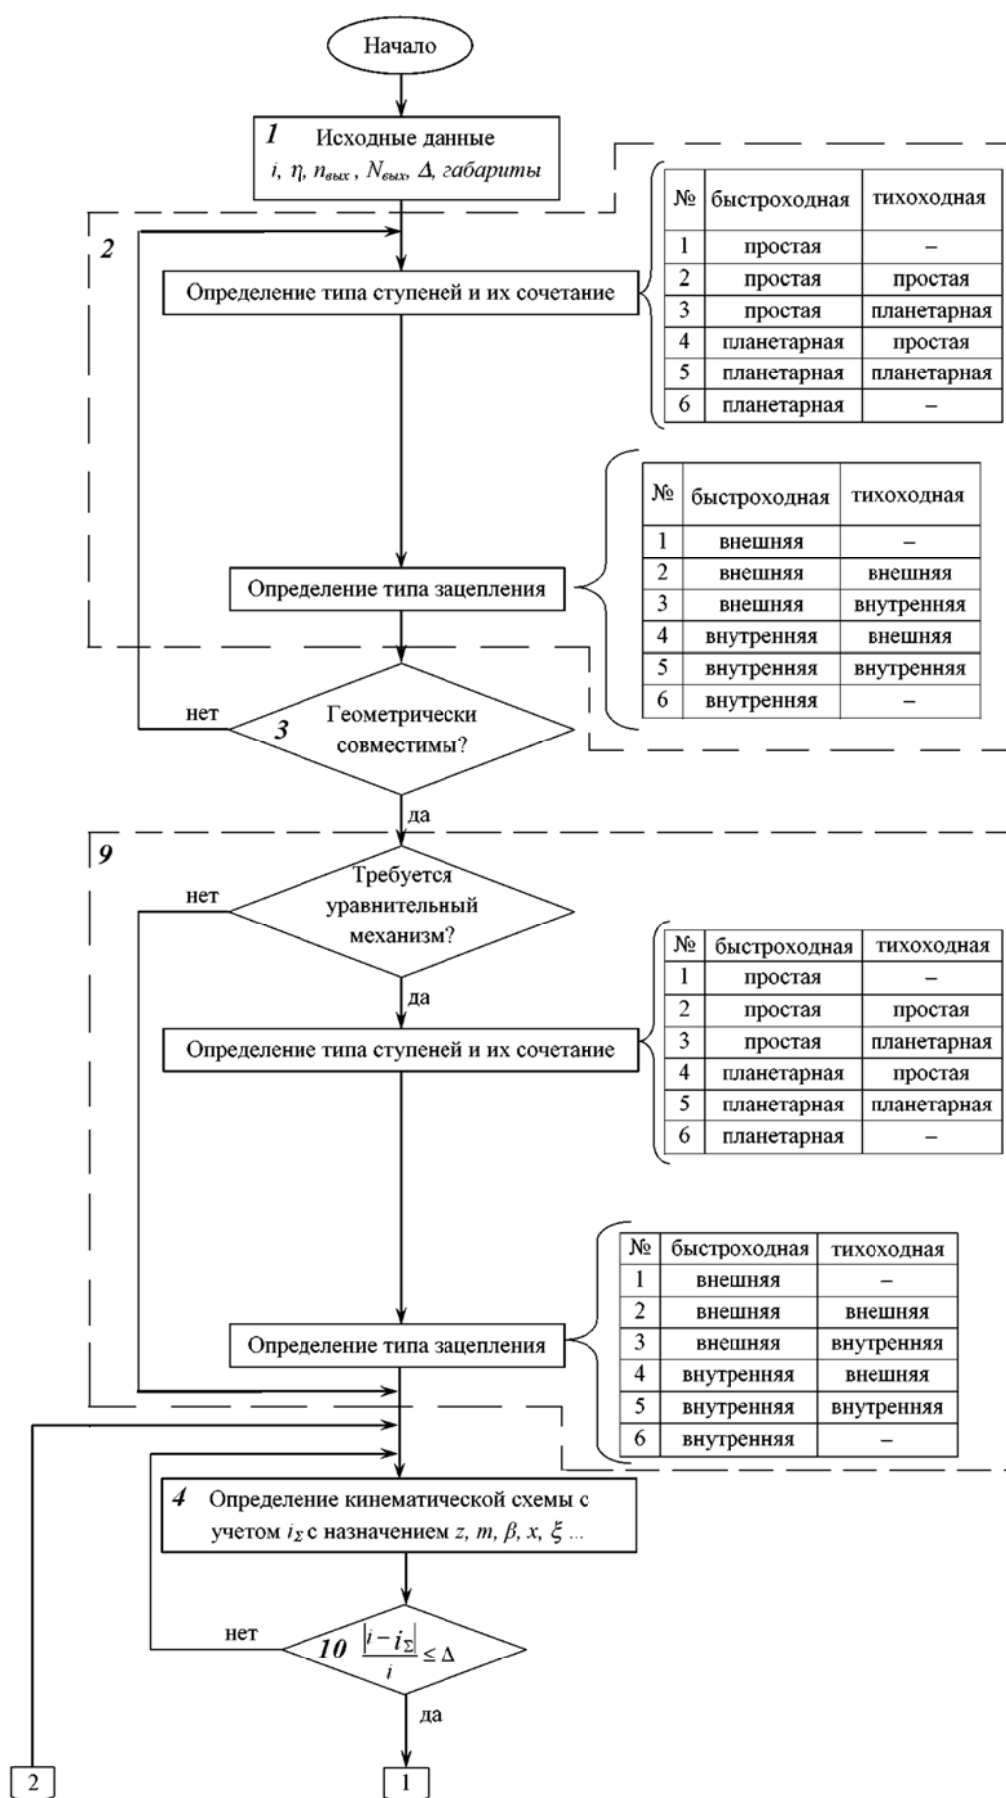 Начало
1 Исходные данные
i, η, nвых , Nвых, Δ, габариты
2
№ быстроходная тихоходная
1 простая –
2 простая простая
3 простая планетарная
4 планетарная простая
5 планетарная планетарная
6 планетарная –
Определение типа ступеней и их сочетание
№ быстроходная тихоходная
1 внешняя –
2 внешняя внешняя
3 внешняя внутренняя
4 внутренняя внешняя
5 внутренняя внутренняя
6 внутренняя –
Определение типа зацепления
нет
3 Геометрически
совместимы?
да
9
нет
Требуется
уравнительный
механизм?
да
№ быстроходная тихоходная
1 простая –
2 простая простая
3 простая планетарная
4 планетарная простая
5 планетарная планетарная
6 планетарная –
Определение типа ступеней и их сочетание
№ быстроходная тихоходная
1 внешняя –
2 внешняя внешняя
3 внешняя внутренняя
4 внутренняя внешняя
5 внутренняя внутренняя
6 внутренняя –
Определение типа зацепления
4 Определение кинематической схемы с
учетом iΣ с назначением z, m, β, x, ξ ...
нет
10 |i – iΣ| / i ≤ Δ
да
2
1